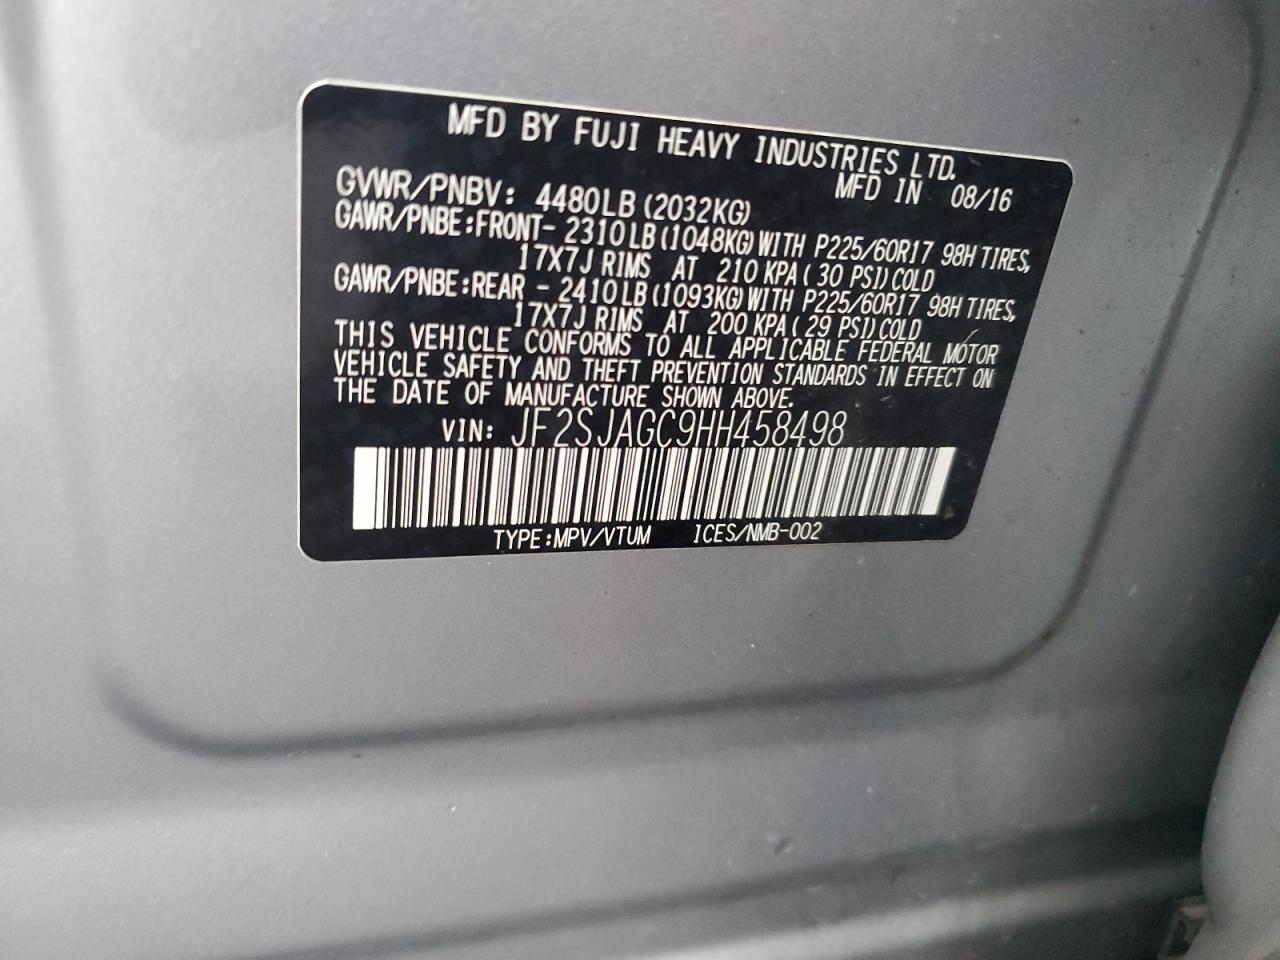 MFD BY FUJI HEAVY INDUSTRIES LTD.
MFD IN 08/16
GVWR/PNBV: 4480LB (2032KG)
GAWR/PNBE:FRONT- 2310LB (1048KG) WITH P225/60R17 98H TIRES,
17X7J RIMS AT 210 KPA ( 30 PSI) COLD
GAWR/PNBE:REAR - 2410LB (1093KG) WITH P225/60R17 98H TIRES,
17X7J RIMS AT 200 KPA ( 29 PSI) COLD
THIS VEHICLE CONFORMS TO ALL APPLICABLE FEDERAL MOTOR
VEHICLE SAFETY AND THEFT PREVENTION STANDARDS IN EFFECT ON
THE DATE OF MANUFACTURE SHOWN ABOVE.
VIN: JF2SJAGC9HH458498
TYPE:MPV/VTUM ICES/NMB-002